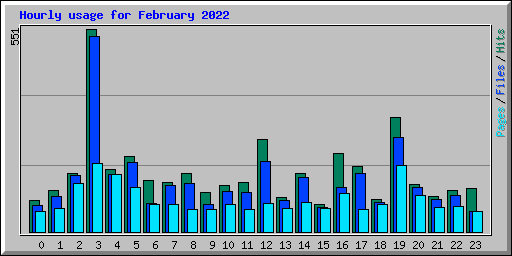 Hourly usage for February 2022
551
Pages / Files / Hits
0 1 2 3 4 5 6 7 8 9 10 11 12 13 14 15 16 17 18 19 20 21 22 23